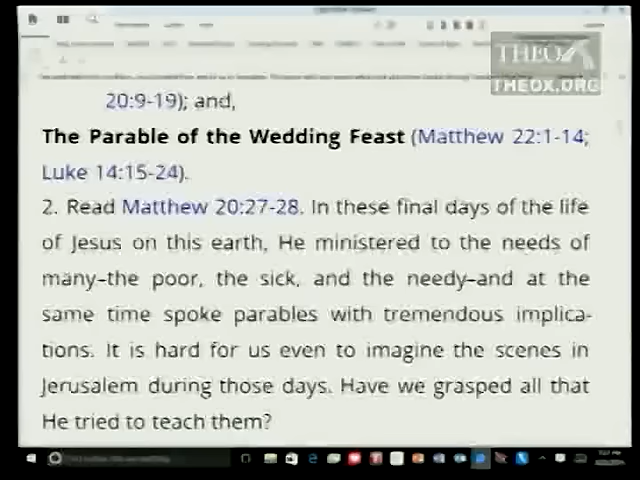 THEOX
THEOX.ORG
20:9-19); and,
The Parable of the Wedding Feast (Matthew 22:1-14;
Luke 14:15-24).
2. Read Matthew 20:27-28. In these final days of the life
of Jesus on this earth, He ministered to the needs of
many–the poor, the sick, and the needy–and at the
same time spoke parables with tremendous implica-
tions. It is hard for us even to imagine the scenes in
Jerusalem during those days. Have we grasped all that
He tried to teach them?